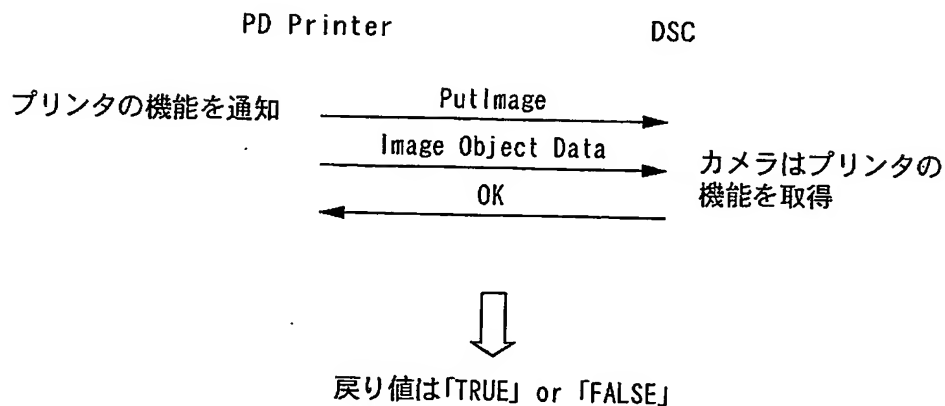 PD Printer DSC
プリンタの機能を通知
PutImage
Image Object Data
カメラはプリンタの
機能を取得
OK
戻り値は「TRUE」 or 「FALSE」